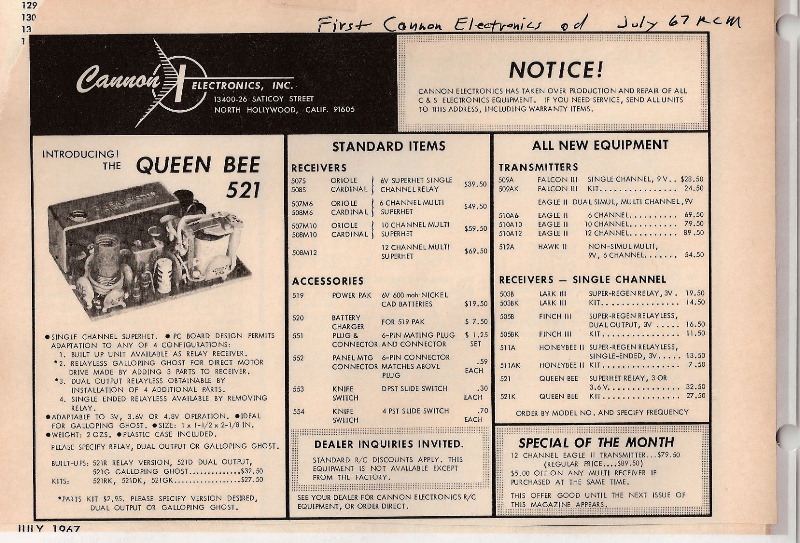 129
130
13
1
First Cannon Electronics ad July 67 RCM
Cannon
ELECTRONICS, INC.
13400-26 SATICOY STREET
NORTH HOLLYWOOD, CALIF. 91605
NOTICE!
CANNON ELECTRONICS HAS TAKEN OVER PRODUCTION AND REPAIR OF ALL
C & S ELECTRONICS EQUIPMENT. IF YOU NEED SERVICE, SEND ALL UNITS
TO THIS ADDRESS, INCLUDING WARRANTY ITEMS.
INTRODUCING!
THE QUEEN BEE
521
●SINGLE CHANNEL SUPERHET. ●PC BOARD DESIGN PERMITS
ADAPTATION TO ANY OF 4 CONFIGURATIONS:
1. BUILT UP UNIT AVAILABLE AS RELAY RECEIVER.
*2. RELAYLESS GALLOPING GHOST FOR DIRECT MOTOR
DRIVE MADE BY ADDING 3 PARTS TO RECEIVER.
*3. DUAL OUTPUT RELAYLESS OBTAINABLE BY
INSTALLATION OF 4 ADDITIONAL PARTS.
4. SINGLE ENDED RELAYLESS AVAILABLE BY REMOVING
RELAY.
●ADAPTABLE TO 3V, 3.6V OR 4.8V OPERATION. ●IDEAL
FOR GALLOPING GHOST. ●SIZE: 1 x 1-1/2 x 2-1/8 IN.
●WEIGHT: 2 OZS. ●PLASTIC CASE INCLUDED.
PLEASE SPECIFY RELAY, DUAL OUTPUT OR GALLOPING GHOST.
BUILT-UPS: 521R RELAY VERSION, 521D DUAL OUTPUT,
521G GALLOPING GHOST...............$37.50
KITS: 521RK, 521DK, 521GK.................$27.50
*PARTS KIT $2.95. PLEASE SPECIFY VERSION DESIRED,
DUAL OUTPUT OR GALLOPING GHOST.
STANDARD ITEMS
RECEIVERS
507S ORIOLE } 6V SUPERHET SINGLE
508S CARDINAL } CHANNEL RELAY $39.50
507M6 ORIOLE } 6 CHANNEL MULTI
508M6 CARDINAL } SUPERHET $49.50
507M10 ORIOLE } 10 CHANNEL MULTI
508M10 CARDINAL } SUPERHET $59.50
508M12 12 CHANNEL MULTI
SUPERHET $69.50
ACCESSORIES
519 POWER PAK 6V 600 mah NICKEL
CAD BATTERIES $19.50
520 BATTERY
CHARGER FOR 519 PAK $ 7.50
551 PLUG & 6-PIN MATING PLUG $ 1.25
CONNECTOR AND CONNECTOR SET
552 PANEL MTG 6-PIN CONNECTOR
CONNECTOR MATCHES ABOVE .59
PLUG EACH
553 KNIFE DPST SLIDE SWITCH .30
SWITCH EACH
554 KNIFE 4 PST SLIDE SWITCH .70
SWITCH EACH
DEALER INQUIRIES INVITED.
STANDARD R/C DISCOUNTS APPLY. THIS
EQUIPMENT IS NOT AVAILABLE EXCEPT
FROM THE FACTORY.
SEE YOUR DEALER FOR CANNON ELECTRONICS R/C
EQUIPMENT, OR ORDER DIRECT.
ALL NEW EQUIPMENT
TRANSMITTERS
509A FALCON III SINGLE CHANNEL, 9V.. $28.50
509AK FALCON III KIT.................. 24.50
EAGLE II DUAL SIMUL, MULTI CHANNEL, 9V
510A6 EAGLE II 6 CHANNEL.......... 69.50
510A10 EAGLE II 10 CHANNEL.......... 79.50
510A12 EAGLE II 12 CHANNEL.......... 89.50
512A HAWK II NON-SIMUL MULTI,
9V, 6 CHANNEL....... 54.50
RECEIVERS — SINGLE CHANNEL
503B LARK III SUPER-REGEN RELAY, 3V. 19.50
503BK LARK III KIT.................. 14.50
505B FINCH III SUPER-REGEN RELAYLESS,
DUAL OUTPUT, 3V ...... 16.50
505BK FINCH III KIT.................. 11.50
511A HONEYBEE II SUPER-REGEN RELAYLESS,
SINGLE-ENDED, 3V..... 13.50
511AK HONEYBEE II KIT.................. 7.50
521 QUEEN BEE SUPERHET RELAY, 3 OR
3.6V.................. 32.50
521K QUEEN BEE KIT.................. 27.50
ORDER BY MODEL NO. AND SPECIFY FREQUENCY
SPECIAL OF THE MONTH
12 CHANNEL EAGLE II TRANSMITTER...$79.50
(REGULAR PRICE....$89.50)
$5.00 OFF ON ANY MULTI RECEIVER IF
PURCHASED AT THE SAME TIME.
THIS OFFER GOOD UNTIL THE NEXT ISSUE OF
THIS MAGAZINE APPEARS.
JULY 1967